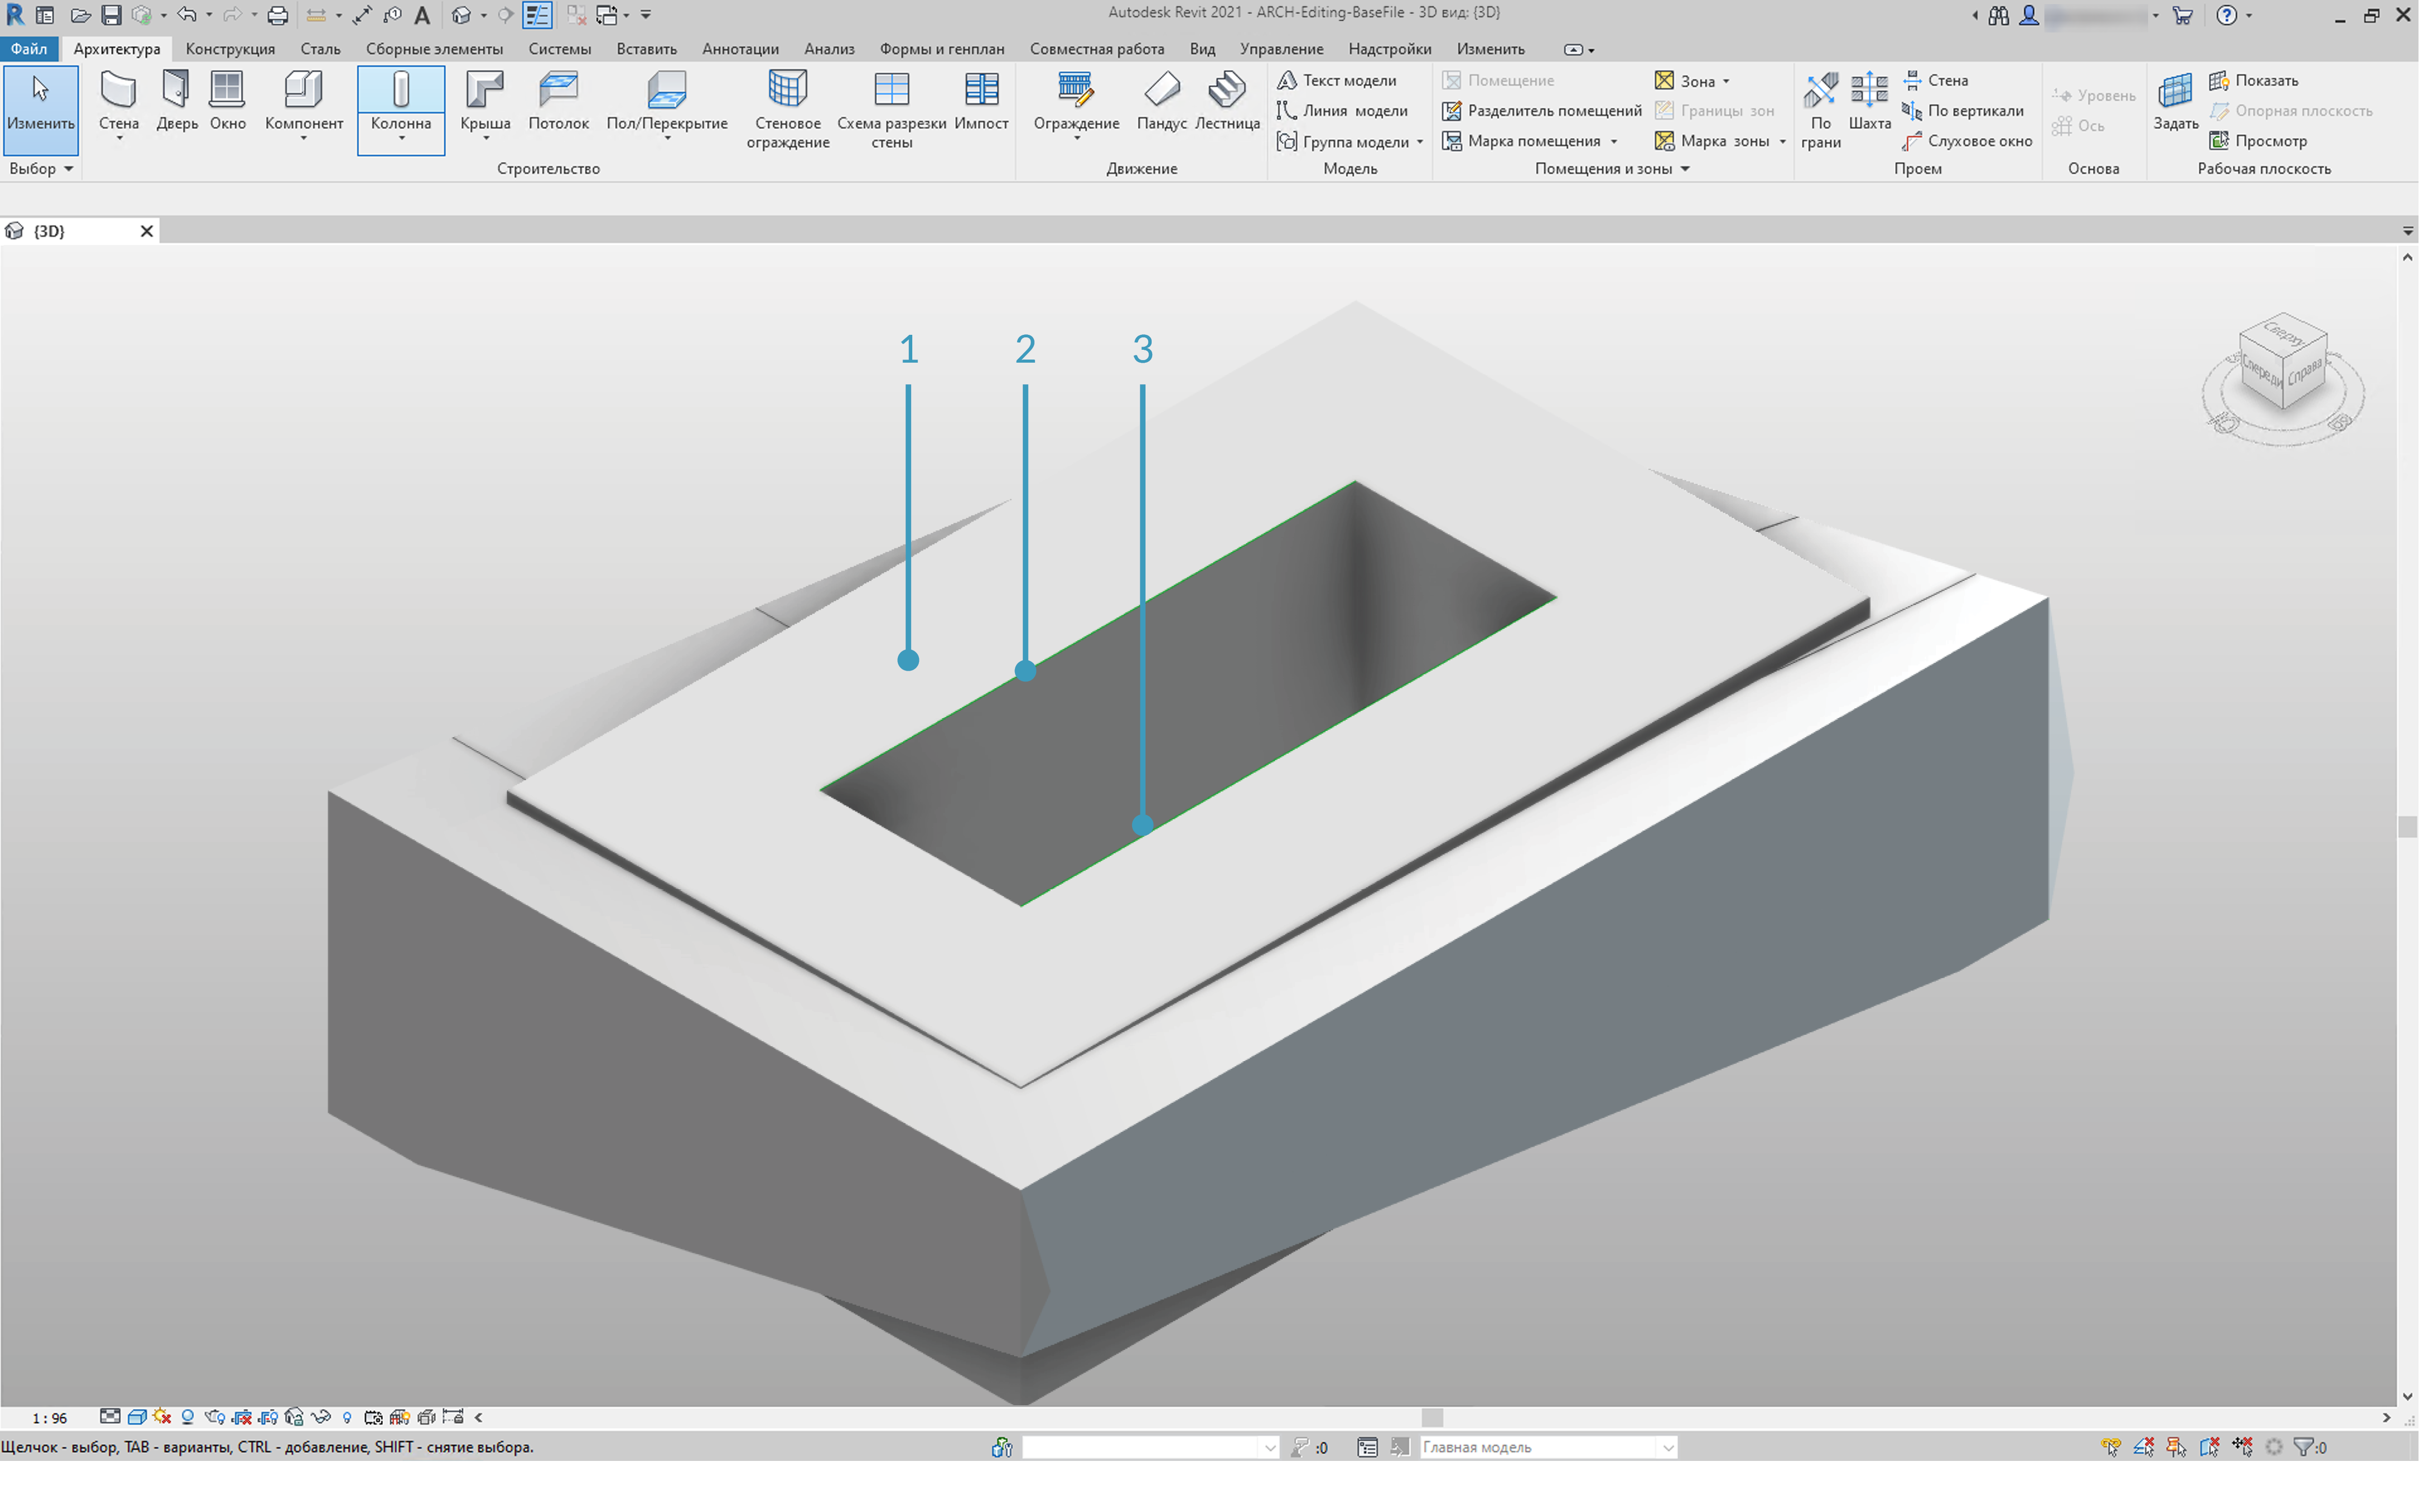 Autodesk Revit 2021 - ARCH-Editing-BaseFile - 3D вид: {3D}
Файл Архитектура Конструкция Сталь Сборные элементы Системы Вставить Аннотации Анализ Формы и генплан Совместная работа Вид Управление Надстройки Изменить
Изменить Стена Дверь Окно Компонент Колонна Крыша Потолок Пол/Перекрытие Стеновое ограждение Схема разрезки стены Импост
Ограждение Пандус Лестница
Текст модели
Линия модели
Группа модели
Помещение
Разделитель помещений
Марка помещения
Зона
Границы зон
Марка зоны
По грани Шахта
Стена
По вертикали
Слуховое окно
Уровень
Ось
Задать
Показать
Опорная плоскость
Просмотр
Выбор Строительство Движение Модель Помещения и зоны Проем Основа Рабочая плоскость
{3D}
1 2 3
Сверху
Спереди Справа
1 : 96
Щелчок - выбор, TAB - варианты, CTRL - добавление, SHIFT - снятие выбора. :0 Главная модель :0